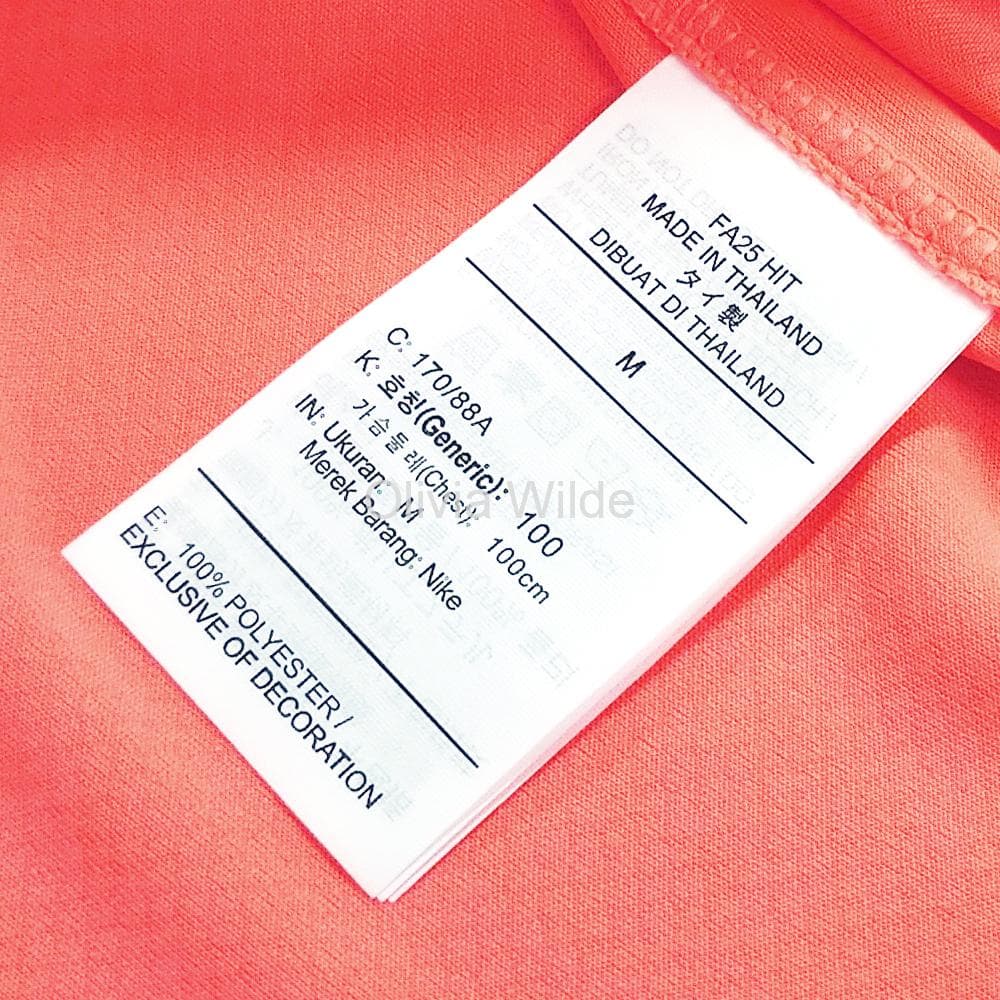 FA25 HIT
MADE IN THAILAND
タイ製
DIBUAT DI THAILAND
M
C: 170/88A
K: 호칭(Generic): 100
가슴둘레(Chest): 100cm
IN: Ukuran: M
Merek Barang: Nike
E: 100% POLYESTER /
EXCLUSIVE OF DECORATION
Olivia Wilde